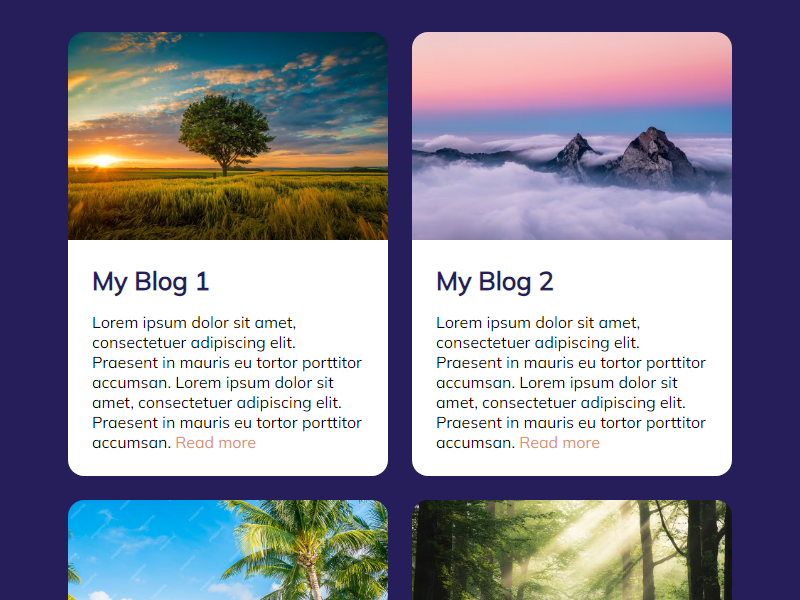 My Blog 1
Lorem ipsum dolor sit amet,
consectetuer adipiscing elit.
Praesent in mauris eu tortor porttitor
accumsan. Lorem ipsum dolor sit
amet, consectetuer adipiscing elit.
Praesent in mauris eu tortor porttitor
accumsan. Read more
My Blog 2
Lorem ipsum dolor sit amet,
consectetuer adipiscing elit.
Praesent in mauris eu tortor porttitor
accumsan. Lorem ipsum dolor sit
amet, consectetuer adipiscing elit.
Praesent in mauris eu tortor porttitor
accumsan. Read more